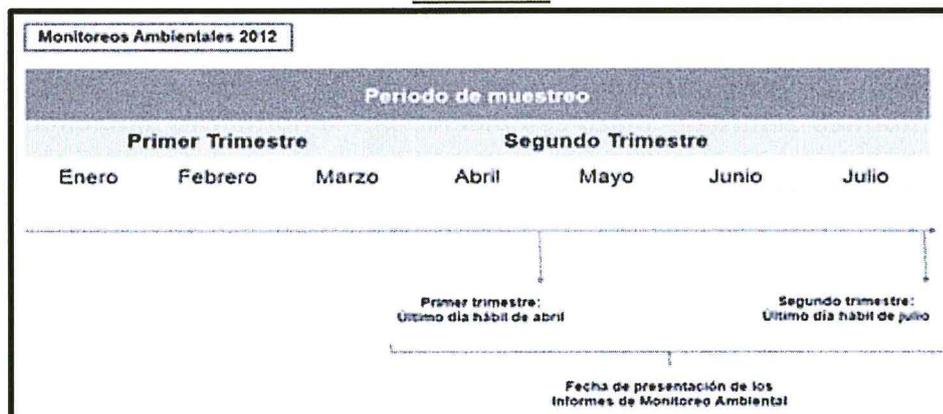 Monitoreos Ambientales 2012
Periodo de muestreo
Primer Trimestre Segundo Trimestre
Enero Febrero Marzo Abril Mayo Junio Julio
Primer trimestre:
Último día hábil de abril
Segundo trimestre:
Último día hábil de julio
Fecha de presentación de los
Informes de Monitoreo Ambiental